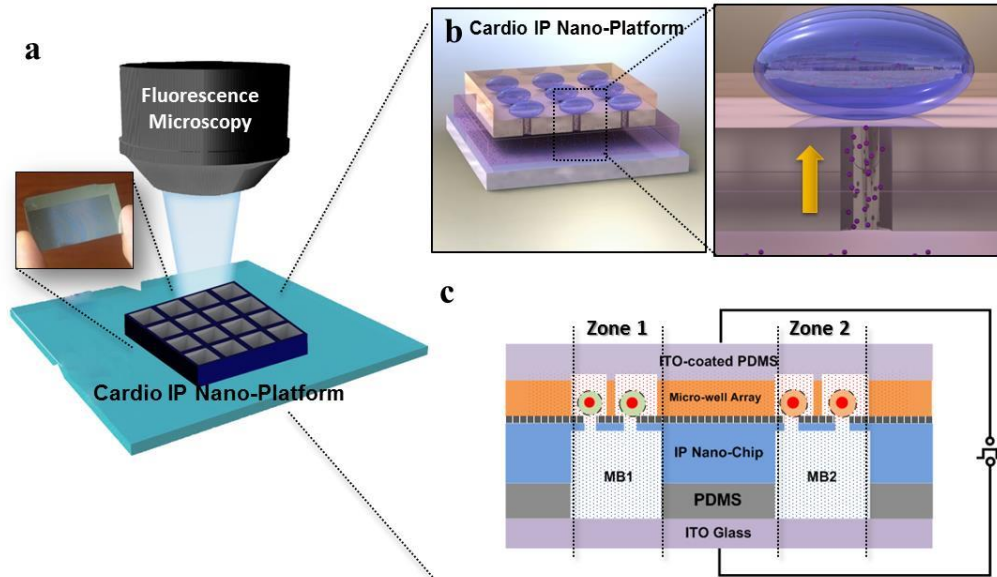 a
Fluorescence
Microscopy
Cardio IP Nano-Platform
b
Cardio IP Nano-Platform
c
Zone 1
Zone 2
ITO-coated PDMS
Micro-well Array
IP Nano-Chip
MB1
MB2
PDMS
ITO Glass